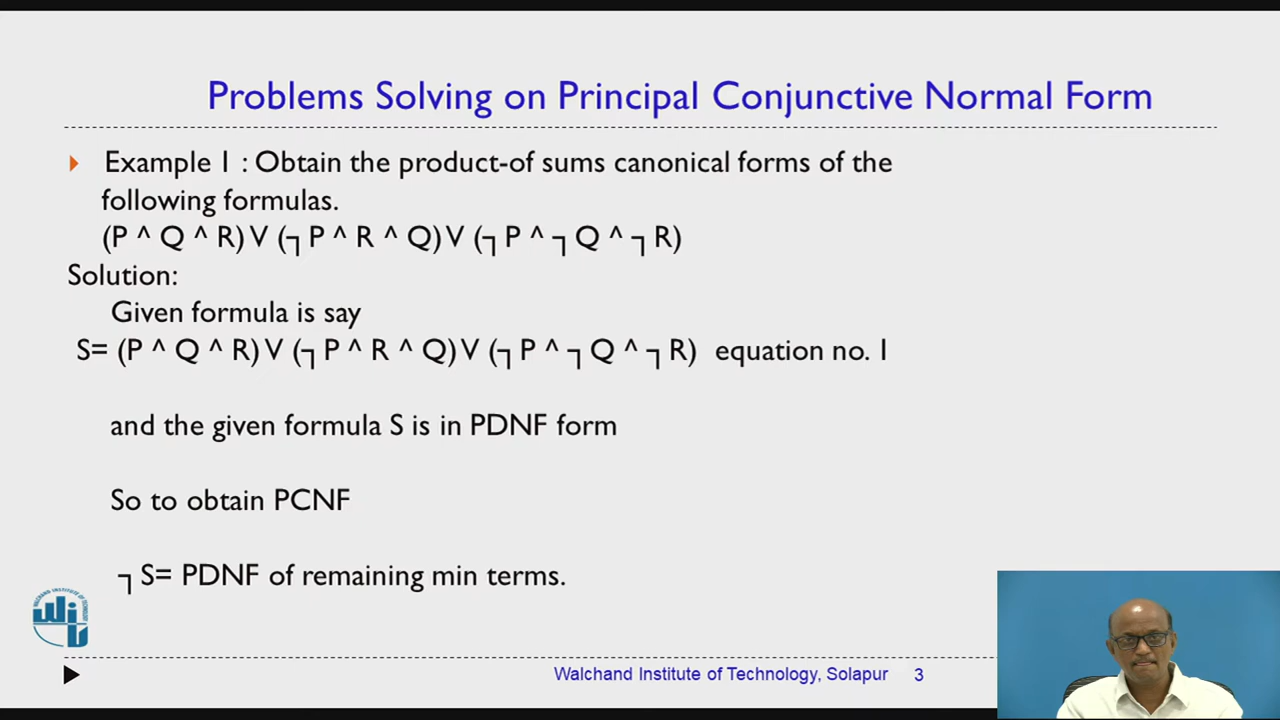 Problems Solving on Principal Conjunctive Normal Form
Example 1 : Obtain the product-of sums canonical forms of the
following formulas.
(P ^ Q ^ R) V (┐P ^ R ^ Q) V (┐P ^ ┐Q ^ ┐R)
Solution:
Given formula is say
S= (P ^ Q ^ R) V (┐P ^ R ^ Q) V (┐P ^ ┐Q ^ ┐R) equation no. 1
and the given formula S is in PDNF form
So to obtain PCNF
┐S= PDNF of remaining min terms.
Walchand Institute of Technology, Solapur 3